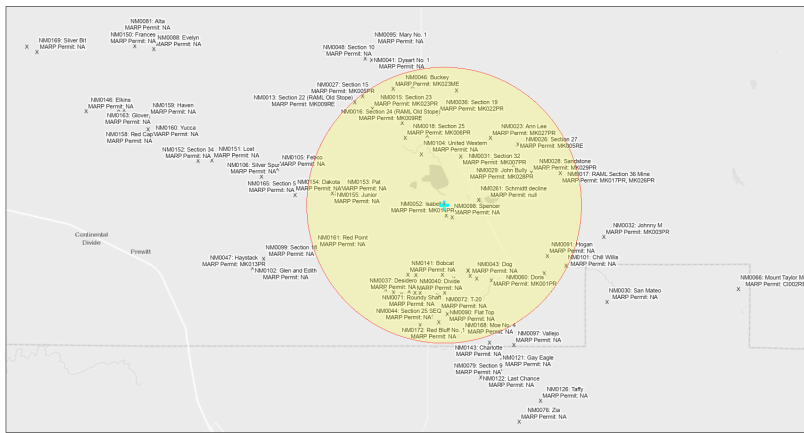 NM0081: Alta
MARP Permit: NA
NM0150: Frances
MARP Permit: NA
NM0088: Evelyn
MARP Permit: NA
NM0169: Silver Bit
MARP Permit: NA
NM0095: Mary No. 1
MARP Permit: NA
NM0048: Section 10
MARP Permit: NA
NM0041: Dysart No. 1
MARP Permit: NA
NM0046: Buckey
MARP Permit: MK023ME
NM0027: Section 15
MARP Permit: MK005PR
NM0013: Section 22 (RAML Old Stope)
MARP Permit: MK009RE
NM0015: Section 23
MARP Permit: MK023PR
NM0036: Section 19
MARP Permit: MK022PR
NM0016: Section 24 (RAML Old Stope)
MARP Permit: MK009RE
NM0146: Elkins
MARP Permit: NA
NM0159: Haven
MARP Permit: NA
NM0163: Glover
MARP Permit: NA
NM0160: Yucca
MARP Permit: NA
NM0158: Red Cap
MARP Permit: NA
NM0018: Section 25
MARP Permit: MK006PR
NM0023: Ann Lee
MARP Permit: MK027PR
NM0026: Section 27
MARP Permit: MK005RE
NM0104: United Western
MARP Permit: NA
NM0152: Section 34
MARP Permit: NA
NM0151: Lost
MARP Permit: NA
NM0105: Febco
MARP Permit: NA
NM0106: Silver Spur
MARP Permit: NA
NM0031: Section 32
MARP Permit: MK007PR
NM0028: Sandstone
MARP Permit: MK029PR
NM0029: John Bully
MARP Permit: MK028PR
NM0017: RAML Section 36 Mine
MARP Permit: MK017PR, MK026PR
NM0165: Section
MARP Permit: NA
NM0154: Dakota
MARP Permit: NA
NM0153: Pat
MARP Permit: NA
NM0155: Junior
MARP Permit: NA
NM0261: Schmidtt decline
MARP Permit: null
NM0052: Isabella
NM0098: Spencer
MARP Permit: NA
NM0032: Johnny M
MARP Permit: MK003PR
NM0161: Red Point
MARP Permit: NA
Continental
Divide
Prewitt
NM0099: Section 18
MARP Permit: NA
NM0047: Haystack
MARP Permit: MK013PR
NM0102: Glen and Edith
MARP Permit: NA
NM0091: Hogan
MARP Permit: NA
NM0101: Chill Willis
MARP Permit: NA
NM0141: Bobcat
MARP Permit: NA
NM0043: Dog
MARP Permit: NA
NM0060: Doris
MARP Permit: MK001PR
NM0037: Desidero
MARP Permit: NA
NM0040: Divide
MARP Permit: NA
NM0066: Mount Taylor M
MARP Permit: CI002RE
NM0030: San Mateo
MARP Permit: NA
NM0071: Roundy Shaft
MARP Permit: NA
NM0072: T-20
MARP Permit: NA
NM0044: Section 25 SEQ
MARP Permit: NA
NM0090: Flat Top
MARP Permit: NA
NM0172: Red Bluff No. 1
MARP Permit: NA
NM0168: Moe No. 4
MARP Permit: NA
NM0097: Vallejo
MARP Permit: NA
NM0143: Charlotte
MARP Permit: NA
NM0121: Gay Eagle
MARP Permit: NA
NM0079: Section 9
MARP Permit: NA
NM0122: Last Chance
MARP Permit: NA
NM0126: Taffy
MARP Permit: NA
NM0076: Zia
MARP Permit: NA